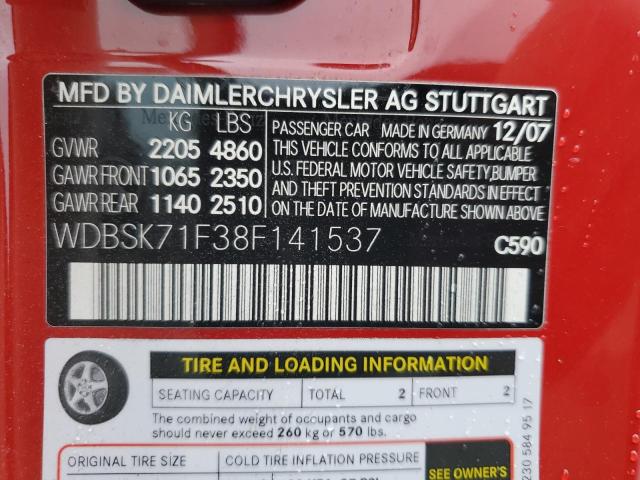 MFD BY DAIMLERCHRYSLER AG STUTTGART
KG LBS
GVWR 2205 4860
GAWR FRONT 1065 2350
GAWR REAR 1140 2510
PASSENGER CAR MADE IN GERMANY 12/07
THIS VEHICLE CONFORMS TO ALL APPLICABLE
U.S. FEDERAL MOTOR VEHICLE SAFETY, BUMPER
AND THEFT PREVENTION STANDARDS IN EFFECT
ON THE DATE OF MANUFACTURE SHOWN ABOVE
WDBSK71F38F141537 C590
TIRE AND LOADING INFORMATION
SEATING CAPACITY TOTAL 2 FRONT 2
The combined weight of occupants and cargo
should never exceed 260 kg or 570 lbs.
ORIGINAL TIRE SIZE COLD TIRE INFLATION PRESSURE
SEE OWNER'S
230 584 95 17